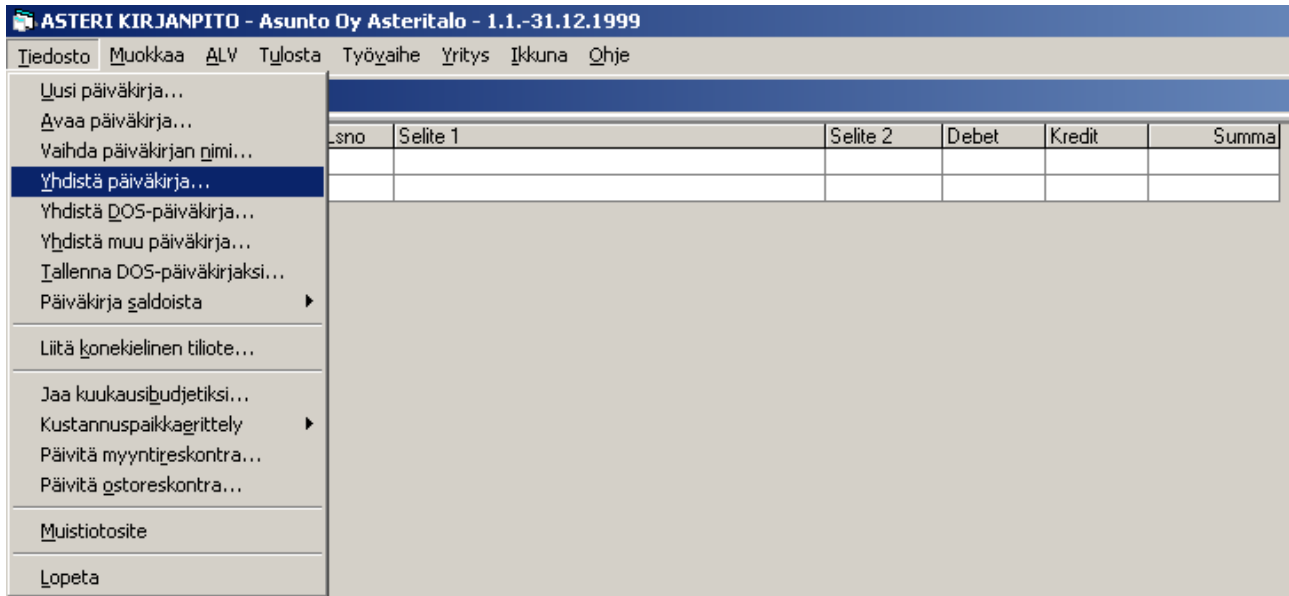 ASTERI KIRJANPITO - Asunto Oy Asteritalo - 1.1.-31.12.1999
Tiedosto Muokkaa ALV Tulosta Työvaihe Yritys Ikkuna Ohje
Uusi päiväkirja...
Avaa päiväkirja...
Lsno Selite 1 Selite 2 Debet Kredit Summa
Vaihda päiväkirjan nimi...
Yhdistä päiväkirja...
Yhdistä DOS-päiväkirja...
Yhdistä muu päiväkirja...
Tallenna DOS-päiväkirjaksi...
Päiväkirja saldoista
Liitä konekielinen tiliote...
Jaa kuukausibudjetiksi...
Kustannuspaikkaerittely
Päivitä myyntireskontra...
Päivitä ostoreskontra...
Muistiotosite
Lopeta